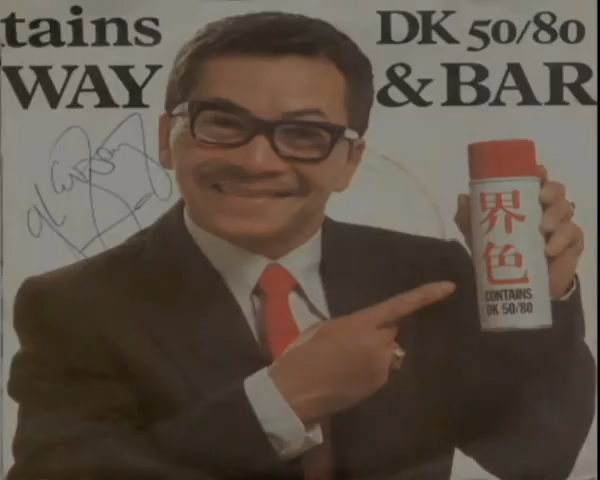 tains DK 50/80
WAY & BAR
界
色
CONTAINS
DK 50/80